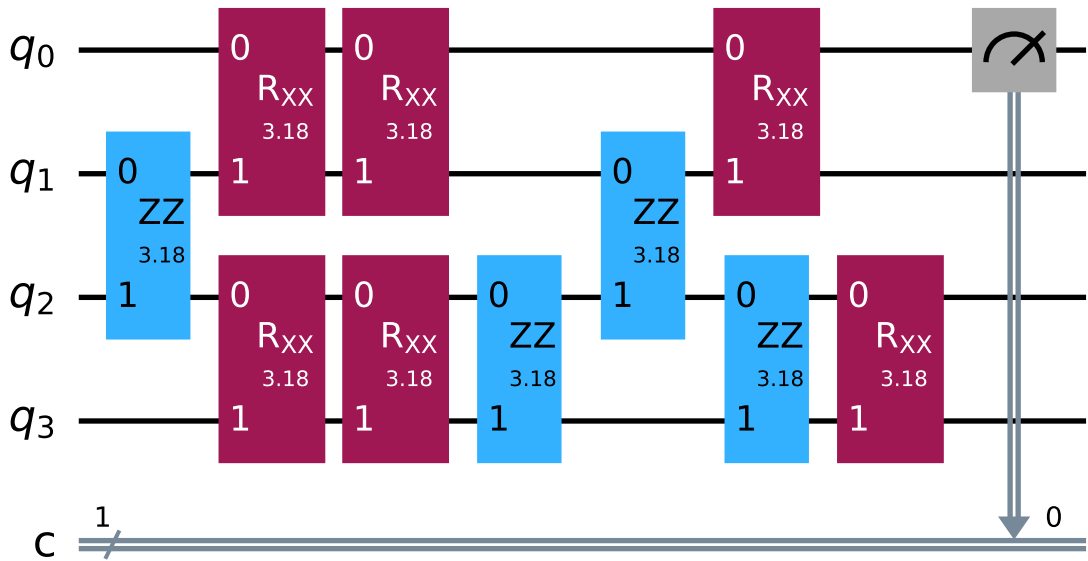 q0 0 0 0
RXX RXX RXX
3.18 3.18 3.18
q1 0 1 1 0 1
ZZ ZZ
3.18 3.18
q2 1 0 0 0 1 0 0
RXX RXX ZZ ZZ RXX
3.18 3.18 3.18 3.18 3.18
q3 1 1 1 1 1
1 0
c